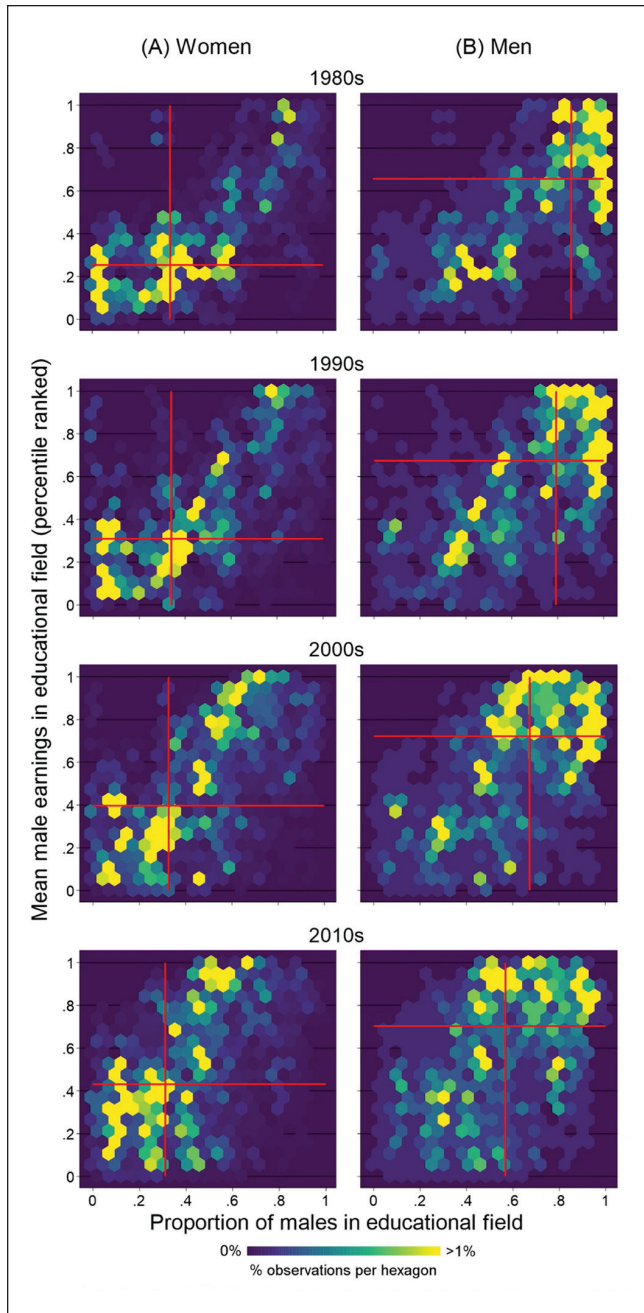 (A) Women (B) Men
1980s
1 .8 .6 .4 .2 0
1990s
1 .8 .6 .4 .2 0
2000s
1 .8 .6 .4 .2 0
2010s
1 .8 .6 .4 .2 0
0 .2 .4 .6 .8 1 0 .2 .4 .6 .8 1
Mean male earnings in educational field (percentile ranked)
Proportion of males in educational field
0% >1%
% observations per hexagon